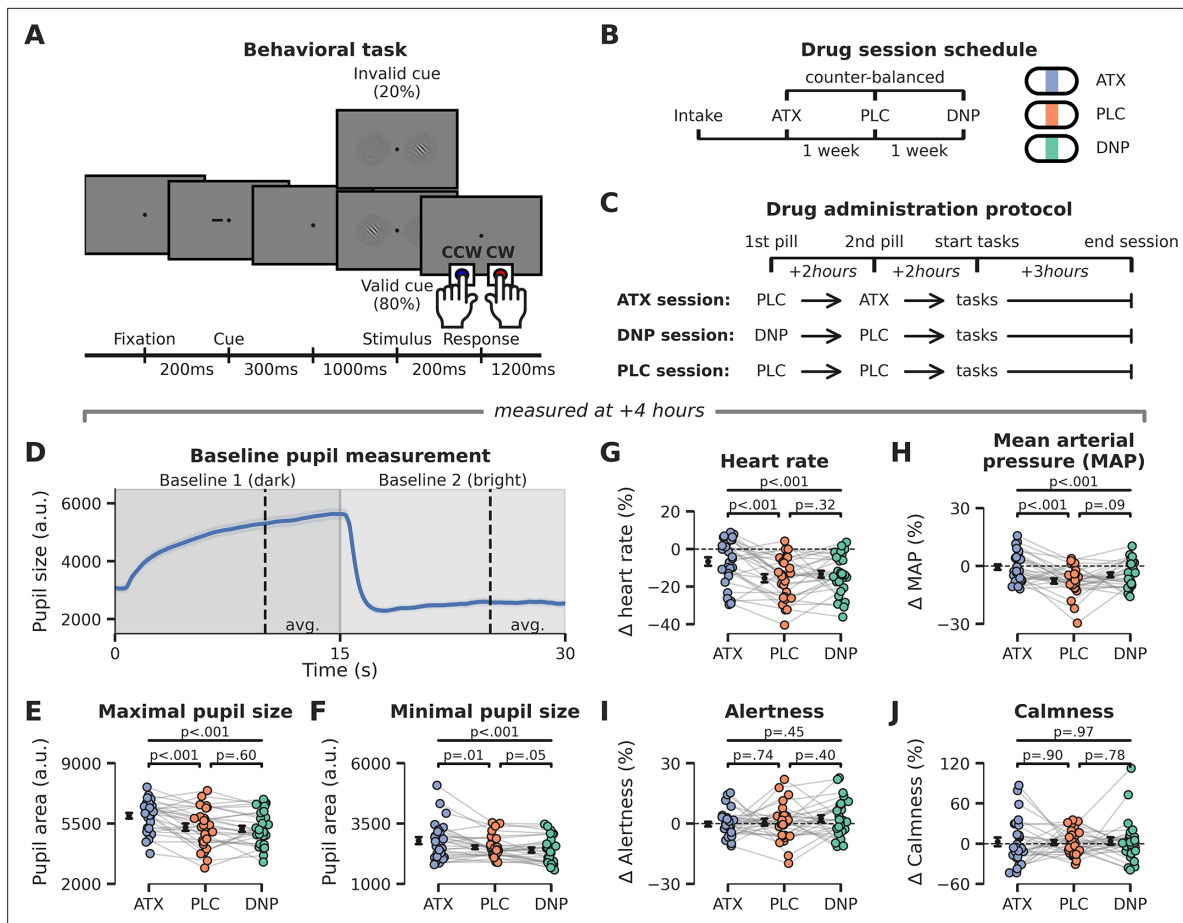 A
Behavioral task
Invalid cue
(20%)
CCW CW
Valid cue
(80%)
Fixation Cue Stimulus Response
200ms 300ms 1000ms 200ms 1200ms
B
Drug session schedule
counter-balanced
Intake ATX PLC DNP
1 week 1 week
ATX
PLC
DNP
C
Drug administration protocol
1st pill 2nd pill start tasks end session
+2hours +2hours +3hours
ATX session: PLC ATX tasks
DNP session: DNP PLC tasks
PLC session: PLC PLC tasks
measured at +4 hours
D
Baseline pupil measurement
Baseline 1 (dark) Baseline 2 (bright)
Pupil size (a.u.)
6000
4000
2000
avg. avg.
0 15 30
Time (s)
G
Heart rate
p<.001
p<.001 p=.32
Δ heart rate (%)
20
0
−20
−40
ATX PLC DNP
H
Mean arterial
pressure (MAP)
p<.001
p<.001 p=.09
Δ MAP (%)
30
0
−30
ATX PLC DNP
E
Maximal pupil size
p<.001
p<.001 p=.60
Pupil area (a.u.)
9000
5500
2000
ATX PLC DNP
F
Minimal pupil size
p<.001
p=.01 p=.05
Pupil area (a.u.)
6000
3500
1000
ATX PLC DNP
I
Alertness
p=.45
p=.74 p=.40
Δ Alertness (%)
30
0
−30
ATX PLC DNP
J
Calmness
p=.97
p=.90 p=.78
Δ Calmness (%)
120
60
0
−60
ATX PLC DNP